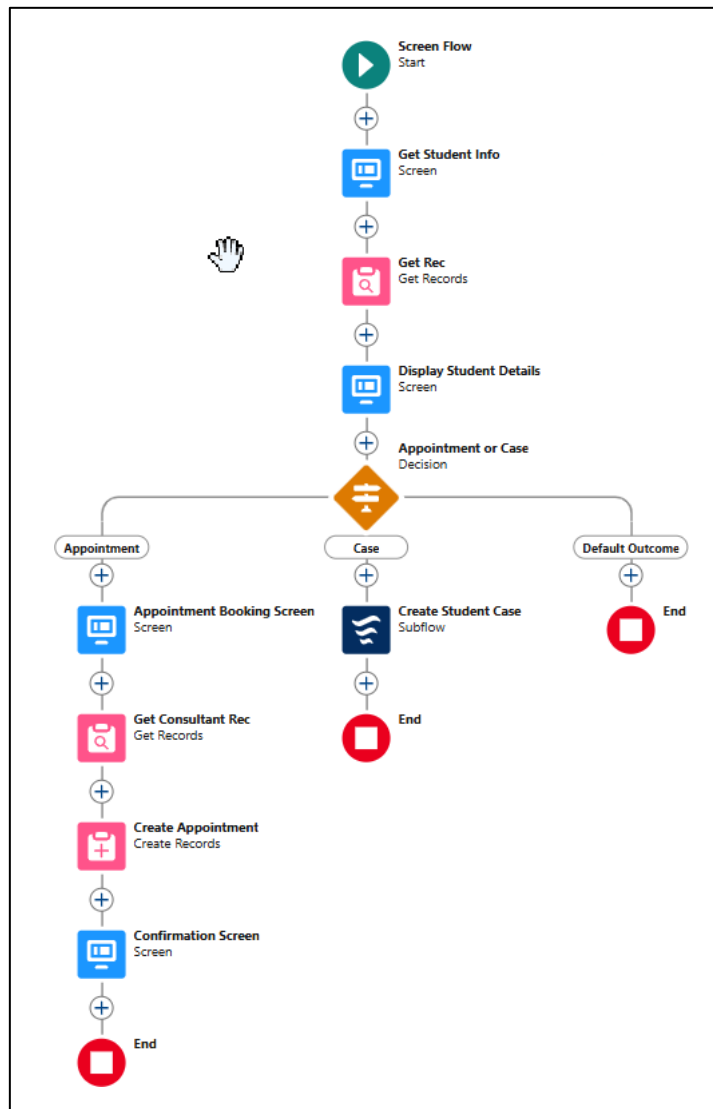 Screen Flow
Start
Get Student Info
Screen
Get Rec
Get Records
Display Student Details
Screen
Appointment or Case
Decision
Appointment
Case
Default Outcome
Appointment Booking Screen
Screen
Create Student Case
Subflow
End
Get Consultant Rec
Get Records
End
Create Appointment
Create Records
Confirmation Screen
Screen
End